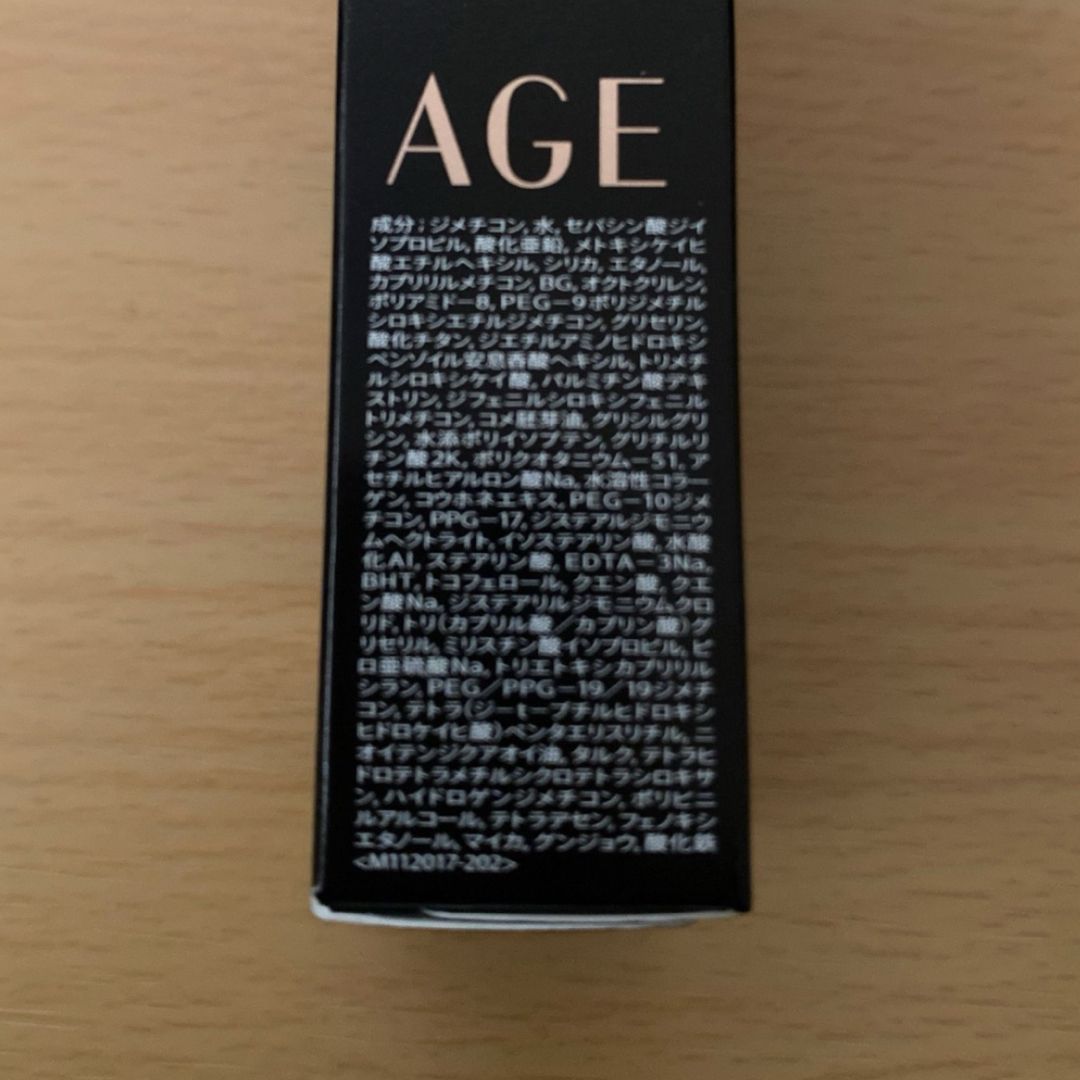 AGE
成分:ジメチコン, 水, セバシン酸ジイ
ソプロピル, 酸化亜鉛, メトキシケイヒ
酸エチルヘキシル, シリカ, エタノール,
カプリリルメチコン, BG, オクトクリレン,
ポリアミド−8, PEG−9ポリジメチル
シロキシエチルジメチコン, グリセリン,
酸化チタン, ジエチルアミノヒドロキシ
ベンゾイル安息香酸ヘキシル, トリメチ
ルシロキシケイ酸, パルミチン酸デキ
ストリン, ジフェニルシロキシフェニル
トリメチコン, コメ胚芽油, グリシルグリ
シン, 水添ポリイソブテン, グリチルリ
チン酸2K, ポリクオタニウム−51, ア
セチルヒアルロン酸Na, 水溶性コラー
ゲン, コウホネエキス, PEG−10ジメ
チコン, PPG−17, ジステアルジモニウ
ムヘクトライト, イソステアリン酸, 水酸
化Al, ステアリン酸, EDTA−3Na,
BHT, トコフェロール, クエン酸, クエ
ン酸Na, ジステアリルジモニウムクロ
リド, トリ(カプリル酸/カプリン酸)グ
リセリル, ミリスチン酸イソプロピル, ピ
ロ亜硫酸Na, トリエトキシカプリリル
シラン, PEG/PPG−19/19ジメチ
コン, テトラ(ジ−t−ブチルヒドロキシ
ヒドロケイヒ酸)ペンタエリスリチル, ニ
オイテンジクアオイ油, タルク, テトラヒ
ドロテトラメチルシクロテトラシロキサ
ン, ハイドロゲンジメチコン, ポリビニ
ルアルコール, テトラアセン, フェノキシ
エタノール, マイカ, グンジョウ, 酸化鉄
<M112017-202>